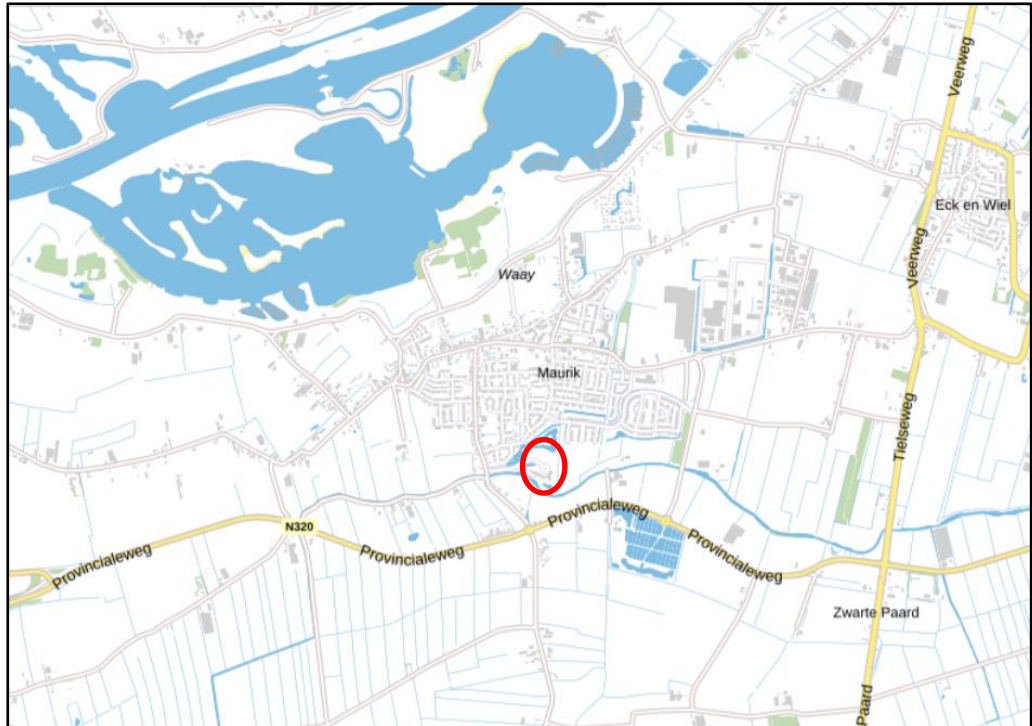 Veerweg
Eck en Wiel
Veerweg
Waay
Maurik
Tielseweg
N320
Provincialeweg
Provincialeweg
Provincialeweg
Provincialeweg
Zwarte Paard
Paard